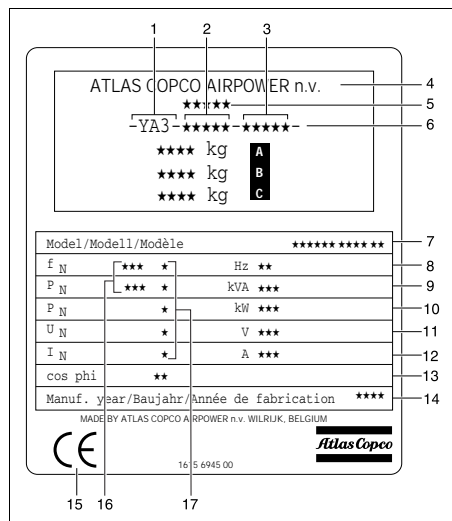 1 2 3
ATLAS COPCO AIRPOWER n.v. 4
★★★★★ 5
-YA3-★★★★★-★★★★★- 6
★★★★ kg A
★★★★ kg B
★★★★ kg C
Model/Modell/Modèle ★★★★★★ ★★★★ ★★ 7
f N ★★★ ★ Hz ★★ 8
P N ★★★ ★ kVA ★★★ 9
P N ★ kW ★★★ 10
U N ★ V ★★★ 11
I N ★ A ★★★ 12
cos phi ★★ 13
Manuf. year/Baujahr/Année de fabrication ★★★★ 14
MADE BY ATLAS COPCO AIRPOWER n.v. WILRIJK, BELGIUM
CE Atlas Copco
1615 6945 00
15 16 17